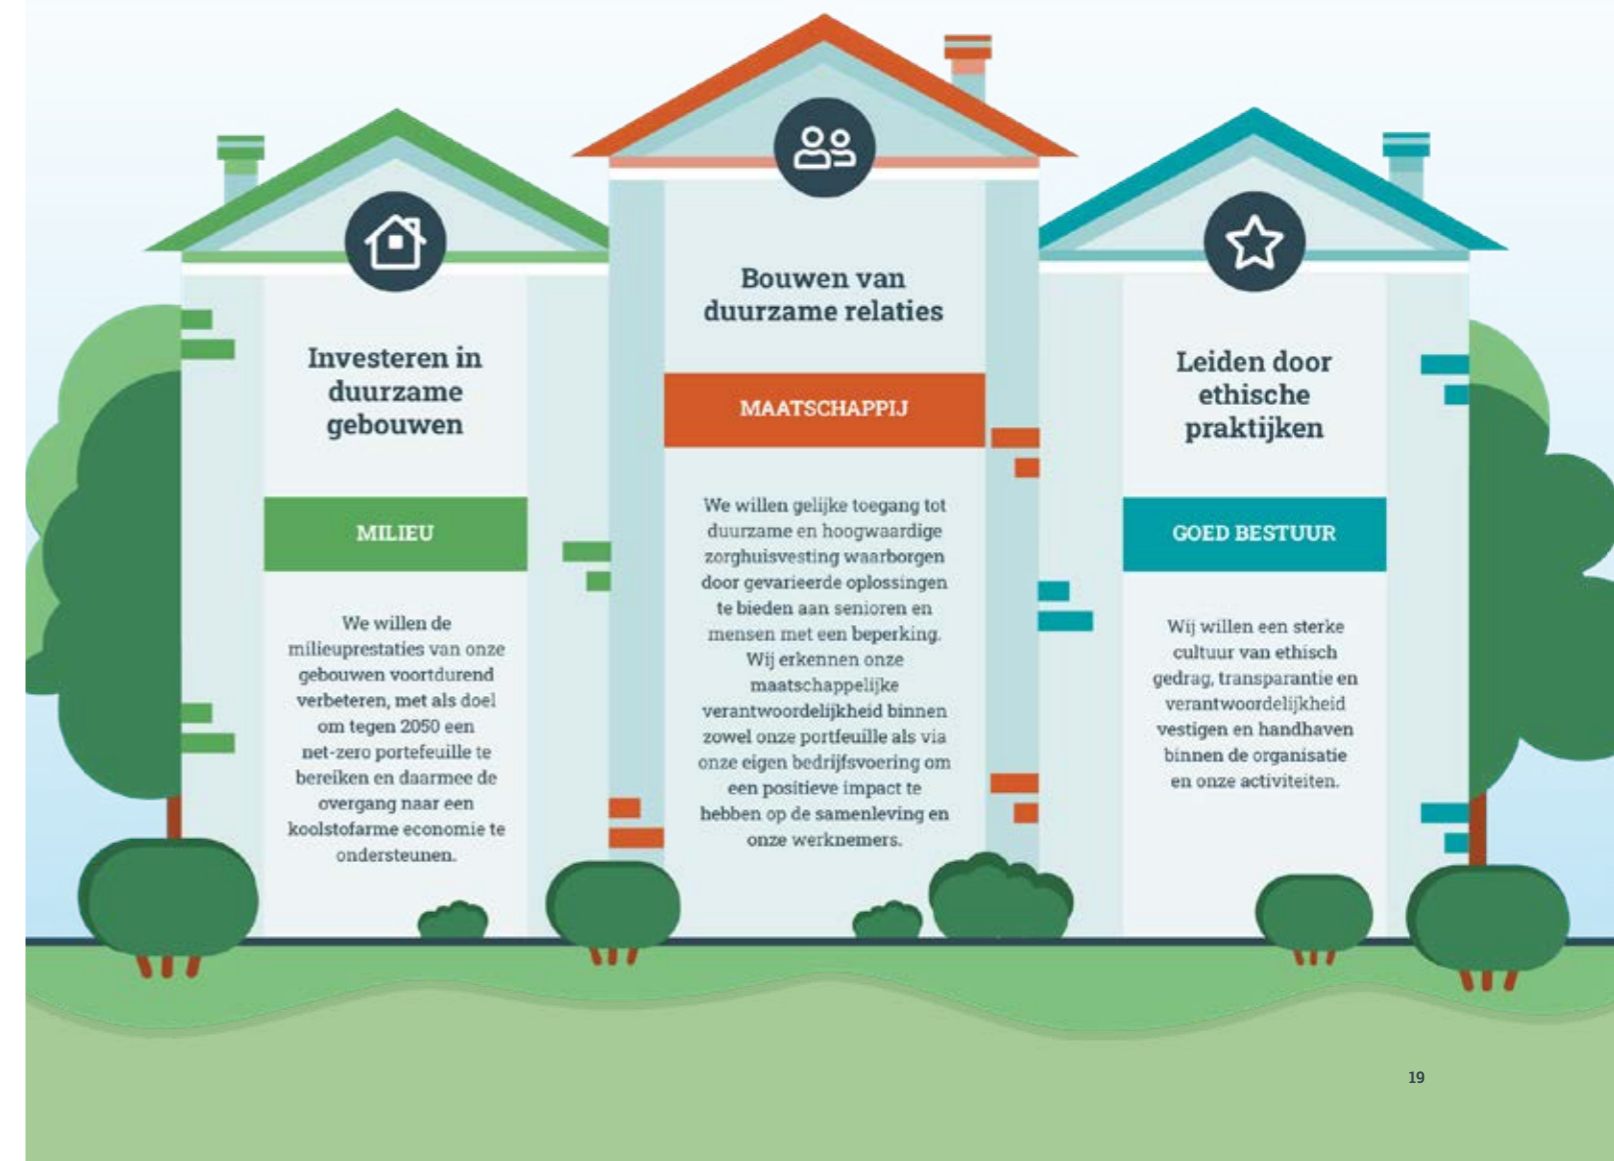 Investeren in
duurzame
gebouwen
MILIEU
We willen de
milieuprestaties van onze
gebouwen voortdurend
verbeteren, met als doel
om tegen 2050 een
net-zero portefeuille te
bereiken en daarmee de
overgang naar een
koolstofarme economie te
ondersteunen.
Bouwen van
duurzame relaties
MAATSCHAPPIJ
We willen gelijke toegang tot
duurzame en hoogwaardige
zorghuisvesting waarborgen
door gevarieerde oplossingen
te bieden aan senioren en
mensen met een beperking.
Wij erkennen onze
maatschappelijke
verantwoordelijkheid binnen
zowel onze portfeuille als via
onze eigen bedrijfsvoering om
een positieve impact te
hebben op de samenleving en
onze werknemers.
Leiden door
ethische
praktijken
GOED BESTUUR
Wij willen een sterke
cultuur van ethisch
gedrag, transparantie en
verantwoordelijkheid
vestigen en handhaven
binnen de organisatie
en onze activiteiten.
19